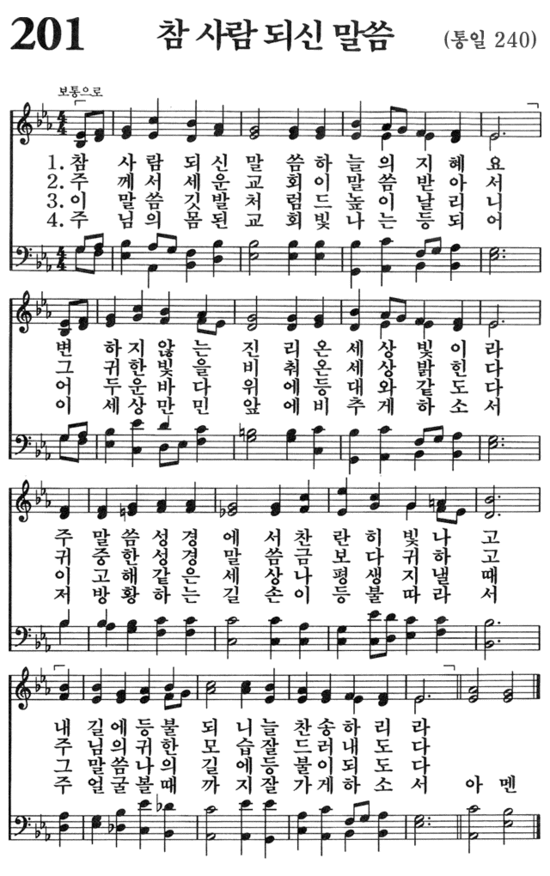 201 참 사람 되신 말씀 (통일 240)
보통으로
1. 참 사 람 되 신 말 씀 하 늘 의 지 혜 요
2. 주 께 서 세 운 교 회 이 말 씀 받 아 서
3. 이 말 씀 깃 발 처 럼 드 높 이 날 리 니
4. 주 님 의 몸 된 교 회 빛 나 는 등 되 어
변 하 지 않 는 진 리 온 세 상 빛 이 라
그 귀 한 빛 을 비 춰 온 세 상 밝 힌 다
어 두 운 바 다 위 에 등 대 와 같 도 다
이 세 상 만 민 앞 에 비 추 게 하 소 서
주 말 씀 성 경 에 서 찬 란 히 빛 나 고
귀 중 한 성 경 말 씀 금 보 다 귀 하 고
이 고 해 같 은 세 상 나 평 생 지 낼 때
저 방 황 하 는 길 손 이 등 불 따 라 서
내 길 에 등 불 되 니 늘 찬 송 하 리 라
주 님 의 귀 한 모 습 잘 드 러 내 도 다
그 말 씀 나 의 길 에 등 불 이 되 도 다
주 얼 굴 볼 때 까 지 잘 가 게 하 소 서 아 멘